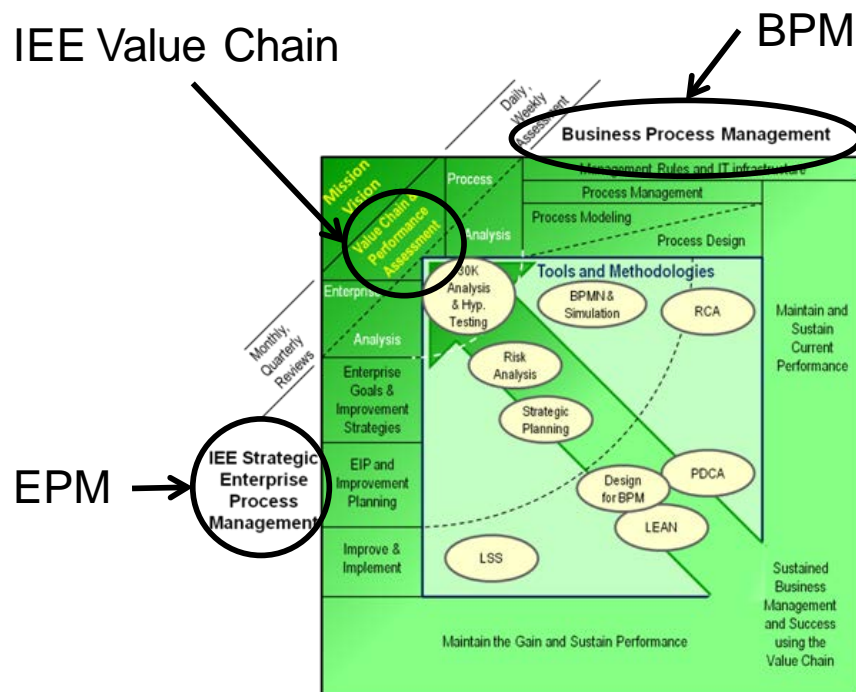 IEE Value Chain
BPM
Daily,
Weekly
Assessment
Business Process Management
Mission
Vision
Value Chain &
Performance
Assessment
Process
Analysis
Management Rules and IT infrastructure
Process Management
Process Modeling
Process Design
Enterprise
Analysis
Monthly,
Quarterly
Reviews
Tools and Methodologies
30K
Analysis
& Hyp.
Testing
BPMN &
Simulation
RCA
Maintain and
Sustain
Current
Performance
Risk
Analysis
Enterprise
Goals &
Improvement
Strategies
Strategic
Planning
EPM
IEE Strategic
Enterprise
Process
Management
EIP and
Improvement
Planning
Design
for BPM
PDCA
LEAN
Improve &
Implement
LSS
Sustained
Business
Management
and Success
using the
Value Chain
Maintain the Gain and Sustain Performance